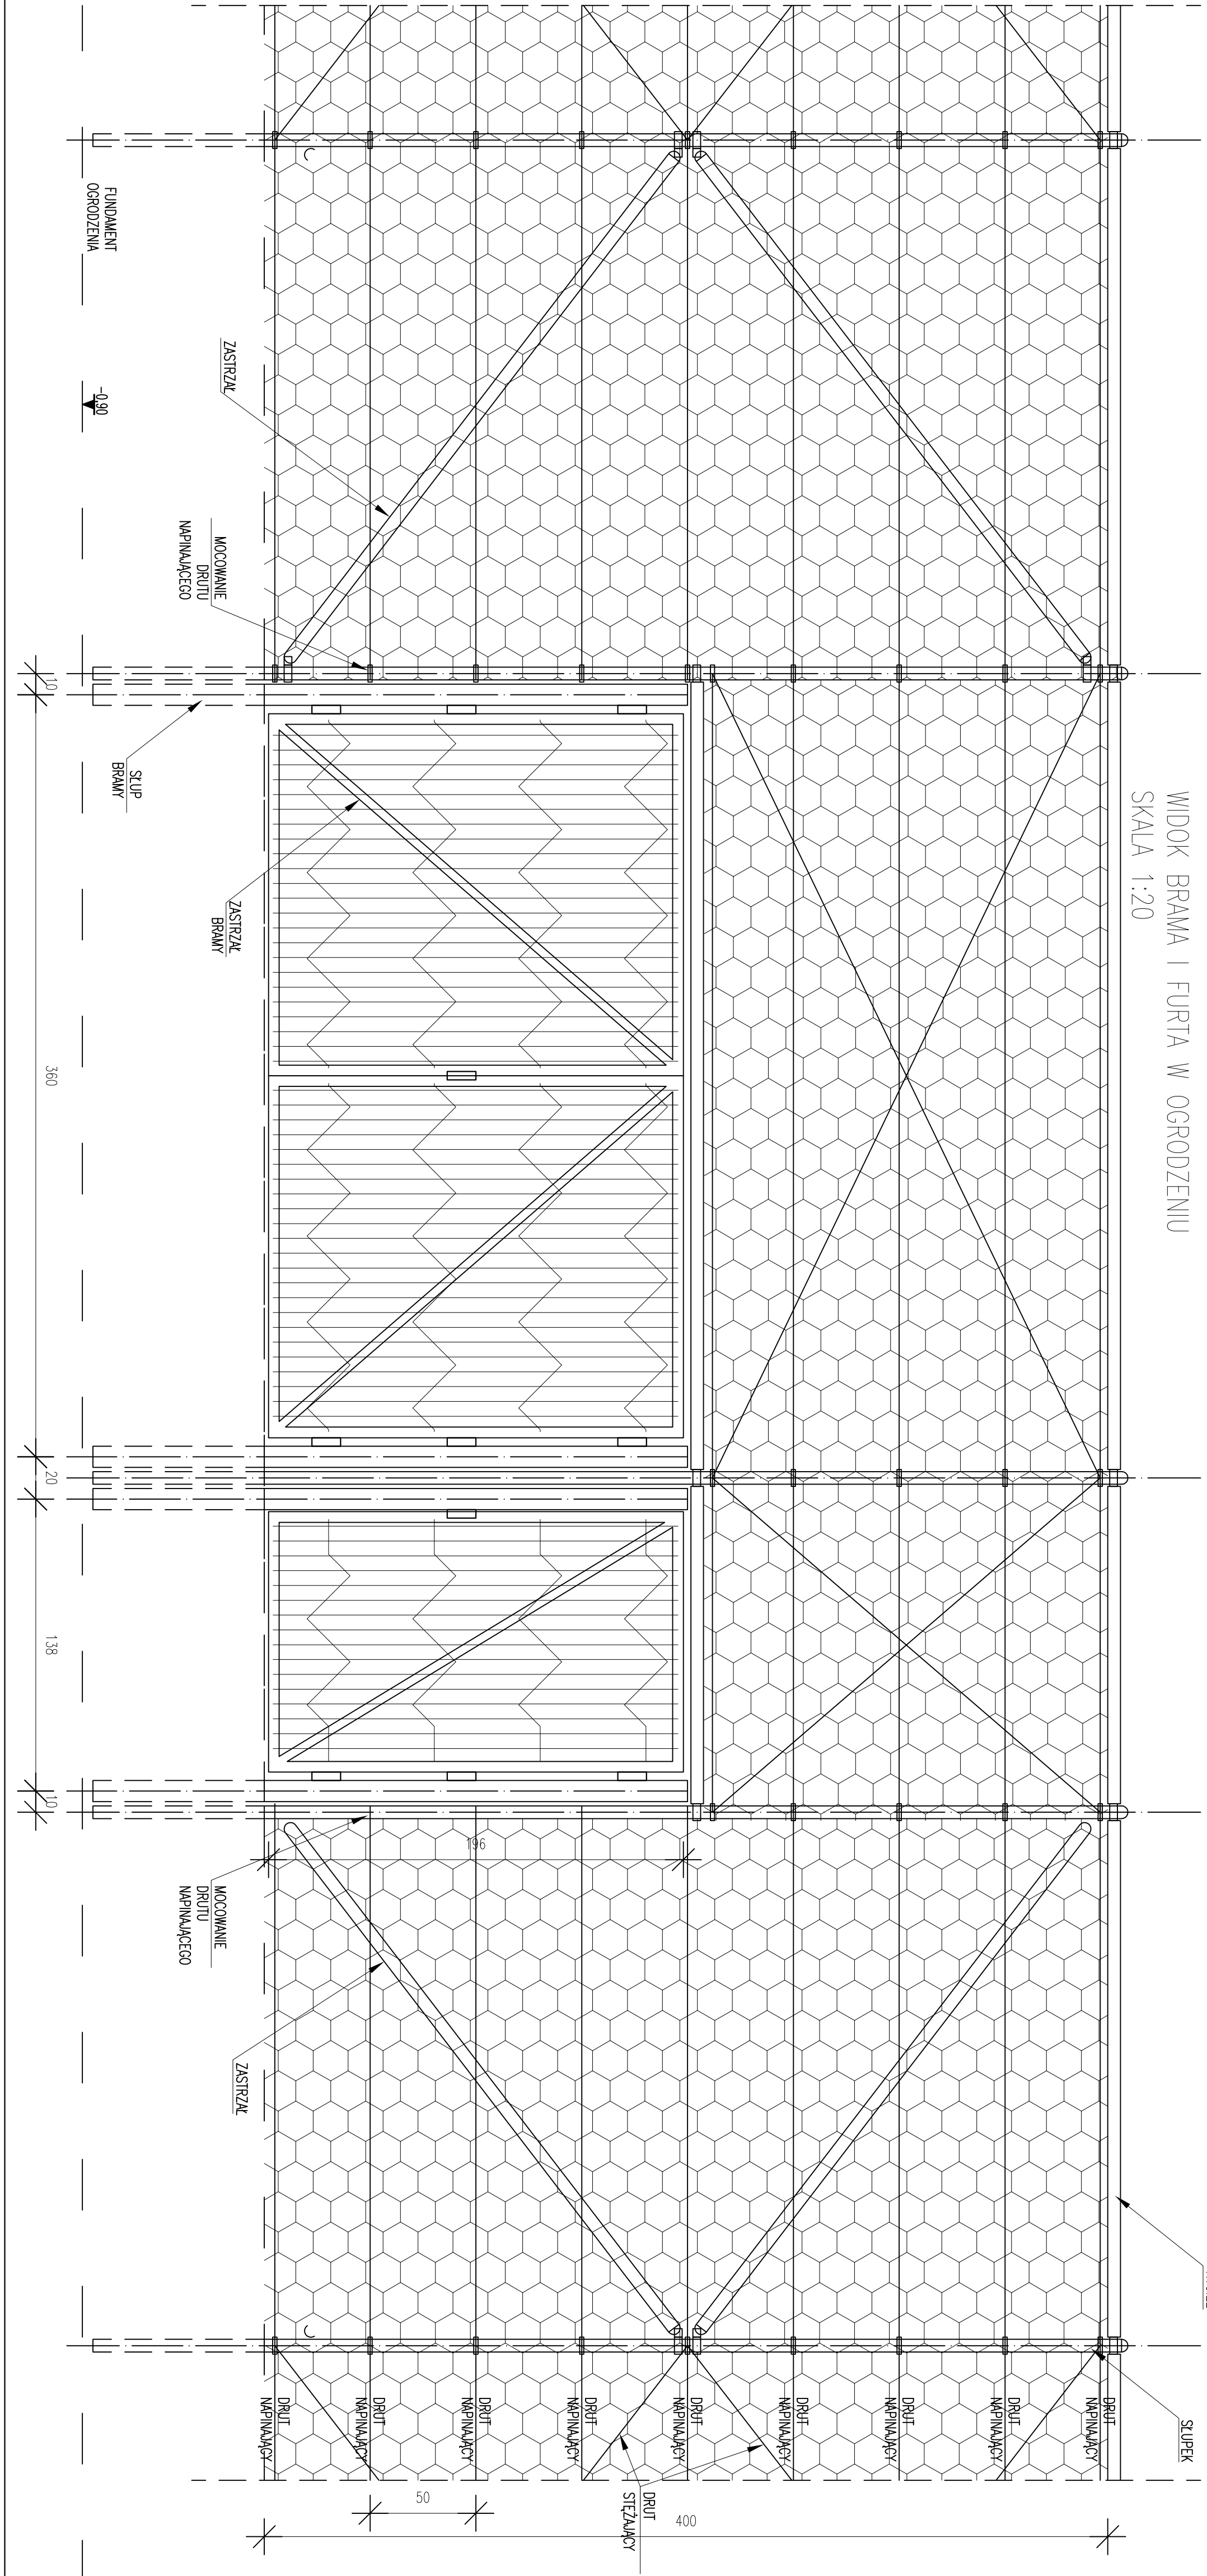 WIDOK BRAMA I FURTA W OGRODZENIU
SKALA 1:20
SŁUPEK
DRUT
NAPINAJĄCY
DRUT
NAPINAJĄCY
DRUT
NAPINAJĄCY
DRUT
NAPINAJĄCY
DRUT
NAPINAJĄCY
DRUT
NAPINAJĄCY
DRUT
NAPINAJĄCY
DRUT
NAPINAJĄCY
DRUT
NAPINAJĄCY
DRUT
STĘŻAJĄCY
400
50
196
ZASTRZAŁ
MOCOWANIE
DRUTU
NAPINAJĄCEGO
ZASTRZAŁ
BRAMY
SŁUP
BRAMY
MOCOWANIE
DRUTU
NAPINAJĄCEGO
ZASTRZAŁ
FUNDAMENT
OGRODZENIA
-0,90
10
360
20
138
10